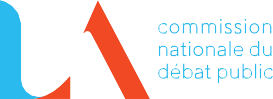 commission
nationale du
débat public